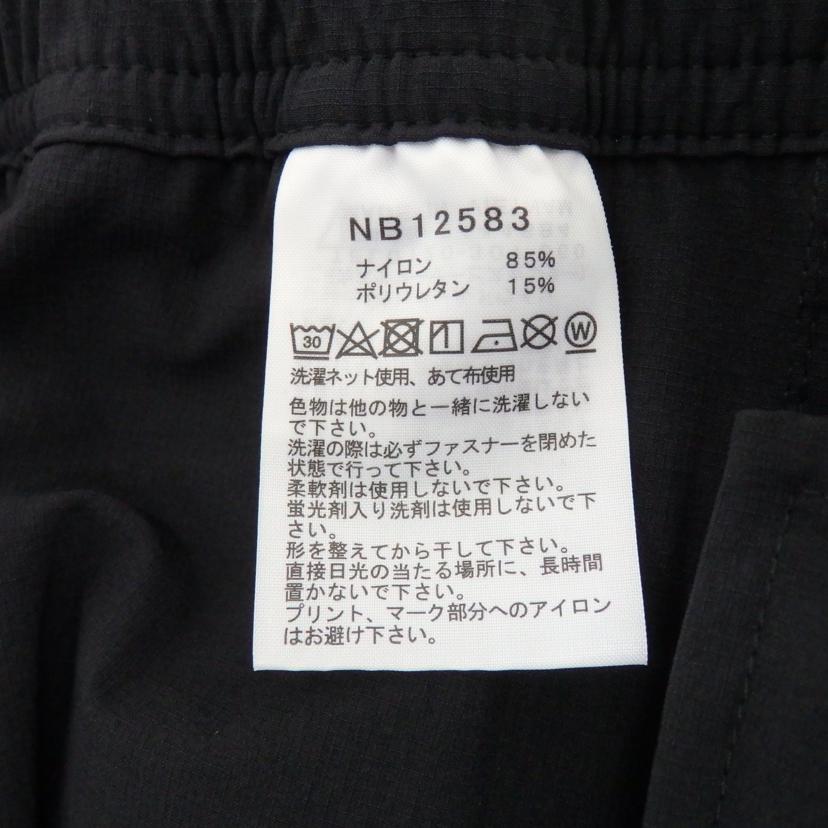 NB12583
ナイロン 85%
ポリウレタン 15%
30 W
洗濯ネット使用、あて布使用
色物は他の物と一緒に洗濯しない
で下さい。
洗濯の際は必ずファスナーを閉めた
状態で行って下さい。
柔軟剤は使用しないで下さい。
蛍光剤入り洗剤は使用しないで下
さい。
形を整えてから干して下さい。
直接日光の当たる場所に、長時間
置かないで下さい。
プリント、マーク部分へのアイロン
はお避け下さい。